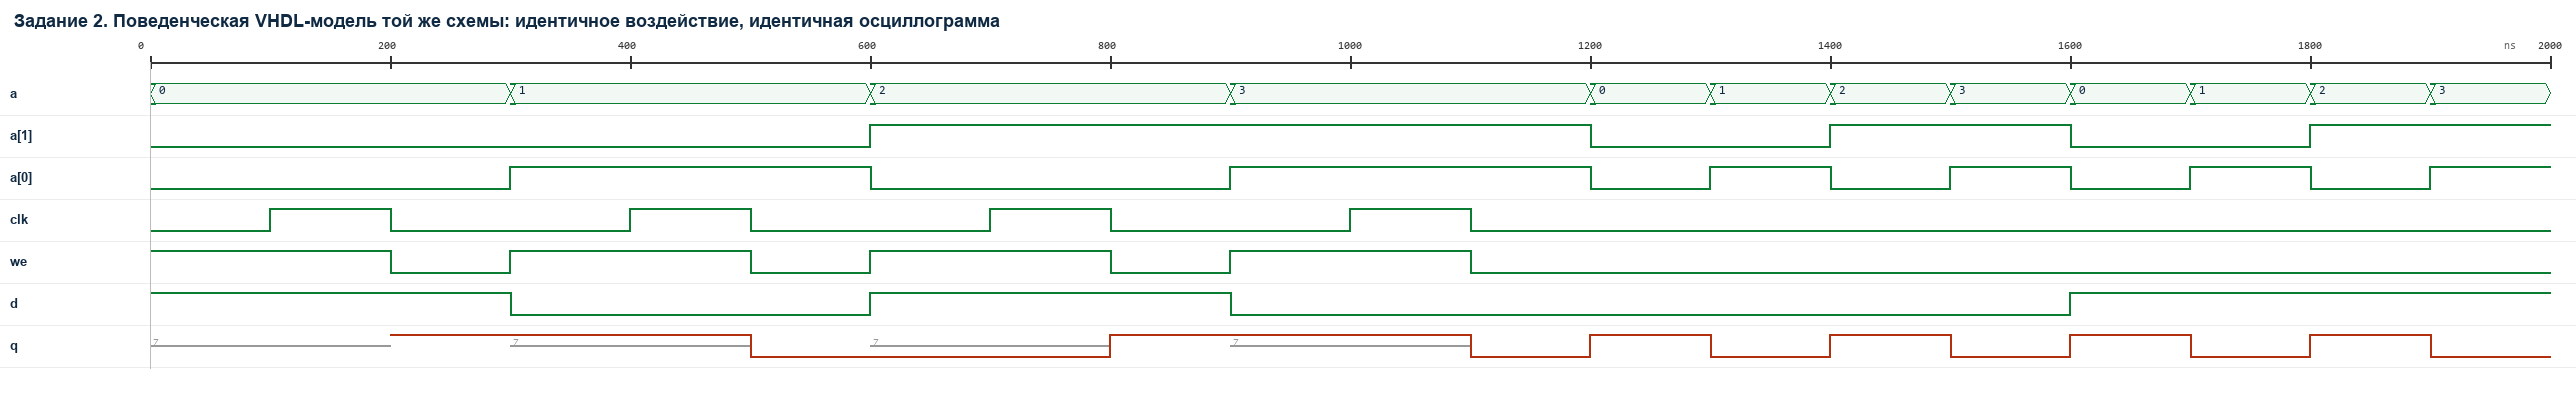 Задание 2. Поведенческая VHDL-модель той же схемы: идентичное воздействие, идентичная осциллограмма
0 200 400 600 800 1000 1200 1400 1600 1800 ns 2000
a 0 1 2 3 0 1 2 3 0 1 2 3
a[1]
a[0]
clk
we
d
q Z Z Z Z